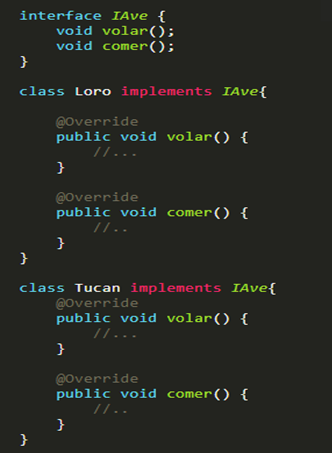 interface IAve {
    void volar();
    void comer();
}

class Loro implements IAve{

    @Override
    public void volar() {
        //...
    }

    @Override
    public void comer() {
        //..
    }
}

class Tucan implements IAve{
    @Override
    public void volar() {
        //...
    }

    @Override
    public void comer() {
        //..
    }
}